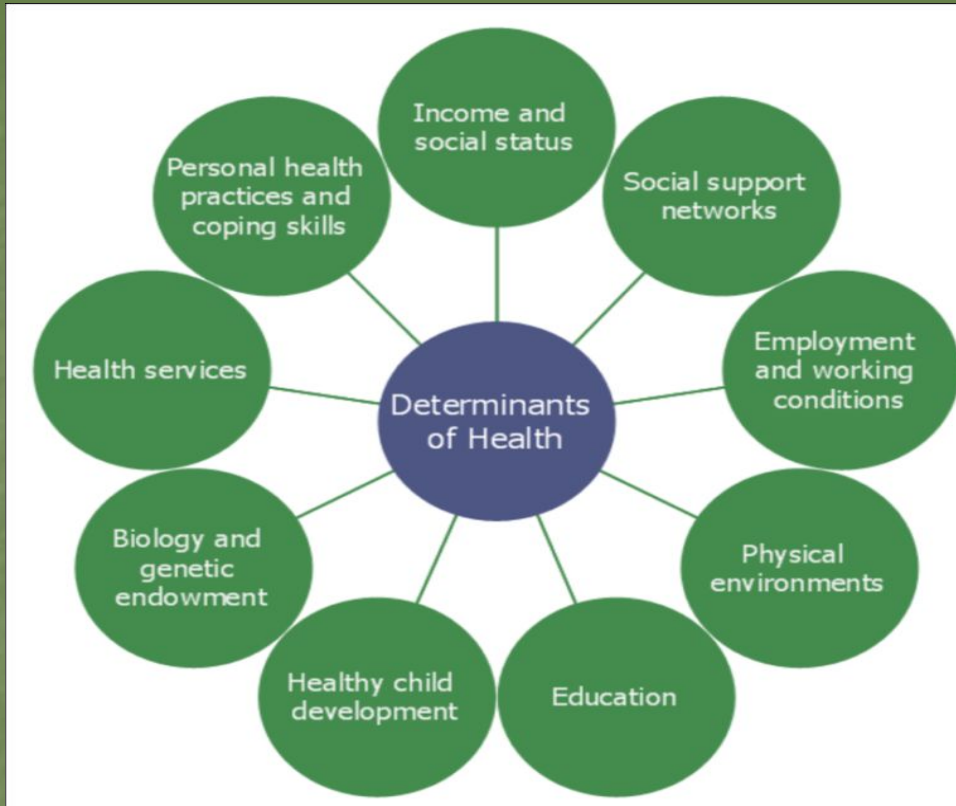 Income and
social status
Social support
networks
Employment
and working
conditions
Physical
environments
Education
Healthy child
development
Biology and
genetic
endowment
Health services
Personal health
practices and
coping skills
Determinants
of Health